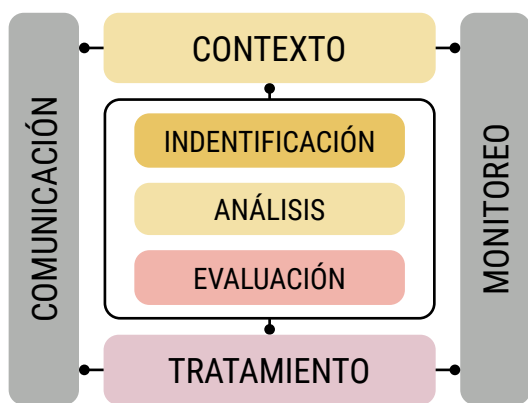 COMUNICACIÓN
CONTEXTO
INDENTIFICACIÓN
ANÁLISIS
EVALUACIÓN
TRATAMIENTO
MONITOREO